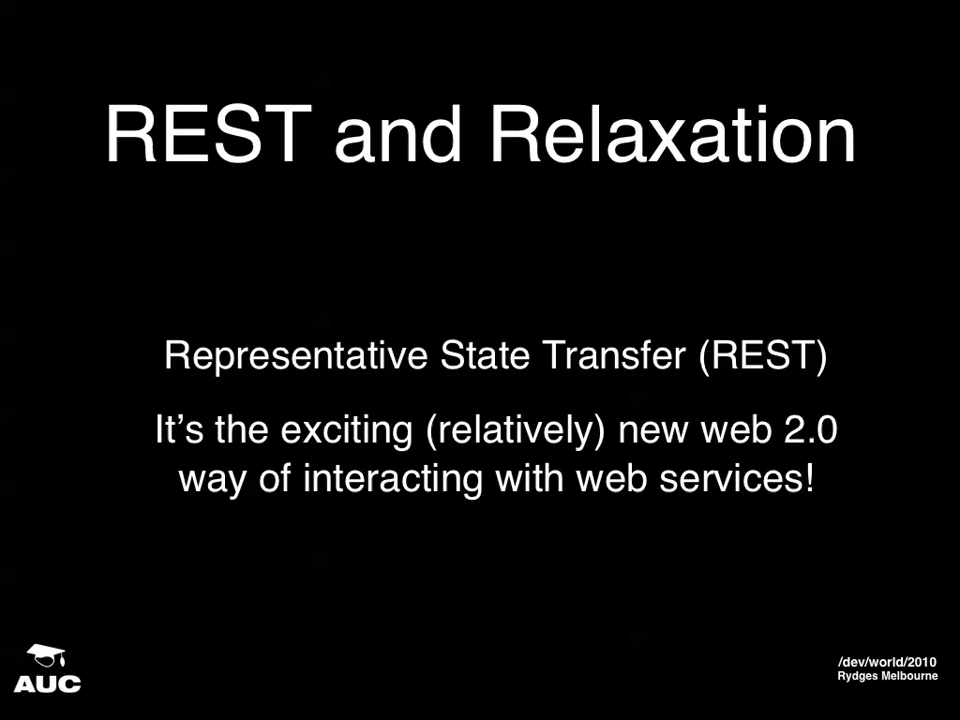 REST and Relaxation
Representative State Transfer (REST)
It’s the exciting (relatively) new web 2.0
way of interacting with web services!
AUC
/dev/world/2010
Rydges Melbourne